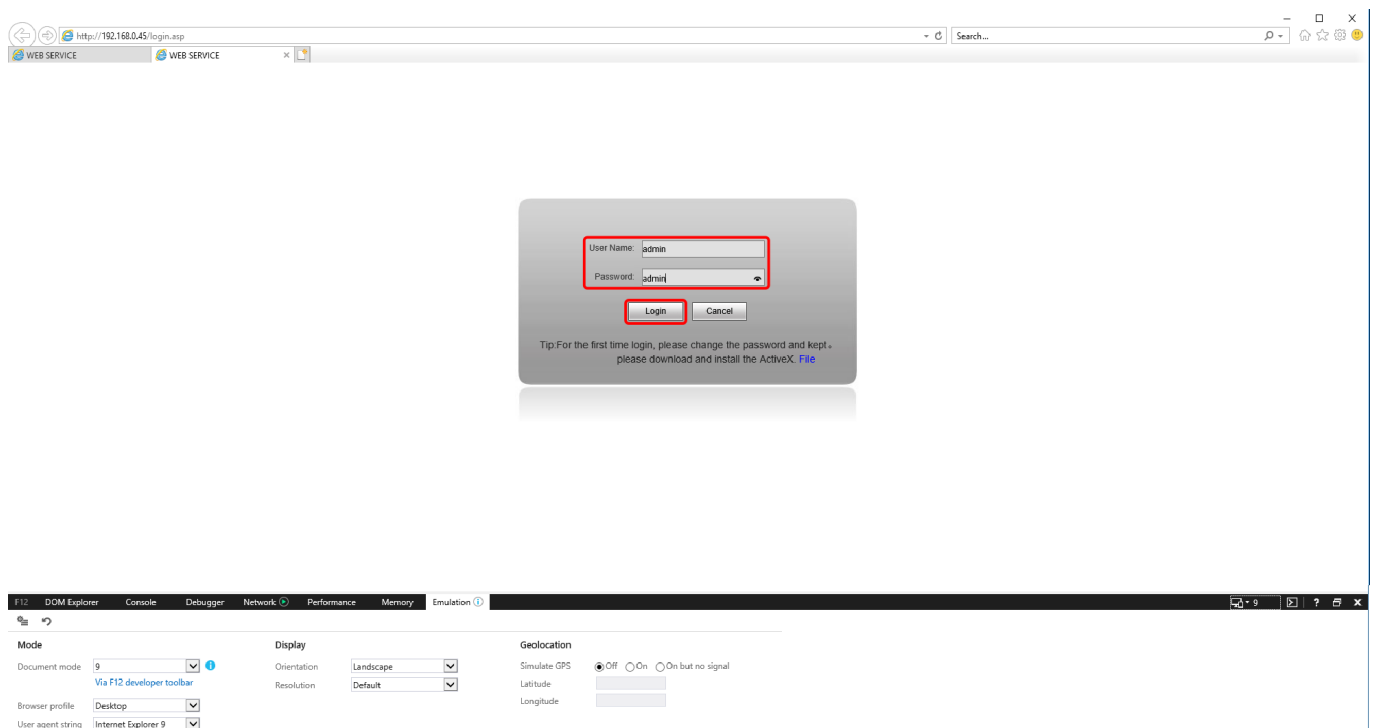 http://192.168.0.45/login.asp
Search...
WEB SERVICE
WEB SERVICE
User Name: admin
Password: admin
Login Cancel
Tip:For the first time login, please change the password and kept。
please download and install the ActiveX. File
F12 DOM Explorer Console Debugger Network Performance Memory Emulation 9 ?
Mode Display Geolocation
Document mode 9 Orientation Landscape Simulate GPS Off On On but no signal
Via F12 developer toolbar Resolution Default Latitude
Longitude
Browser profile Desktop
User agent string Internet Explorer 9